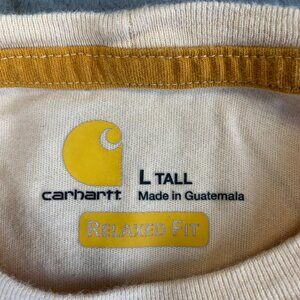 L TALL
carhartt Made in Guatemala
RELAXED FIT